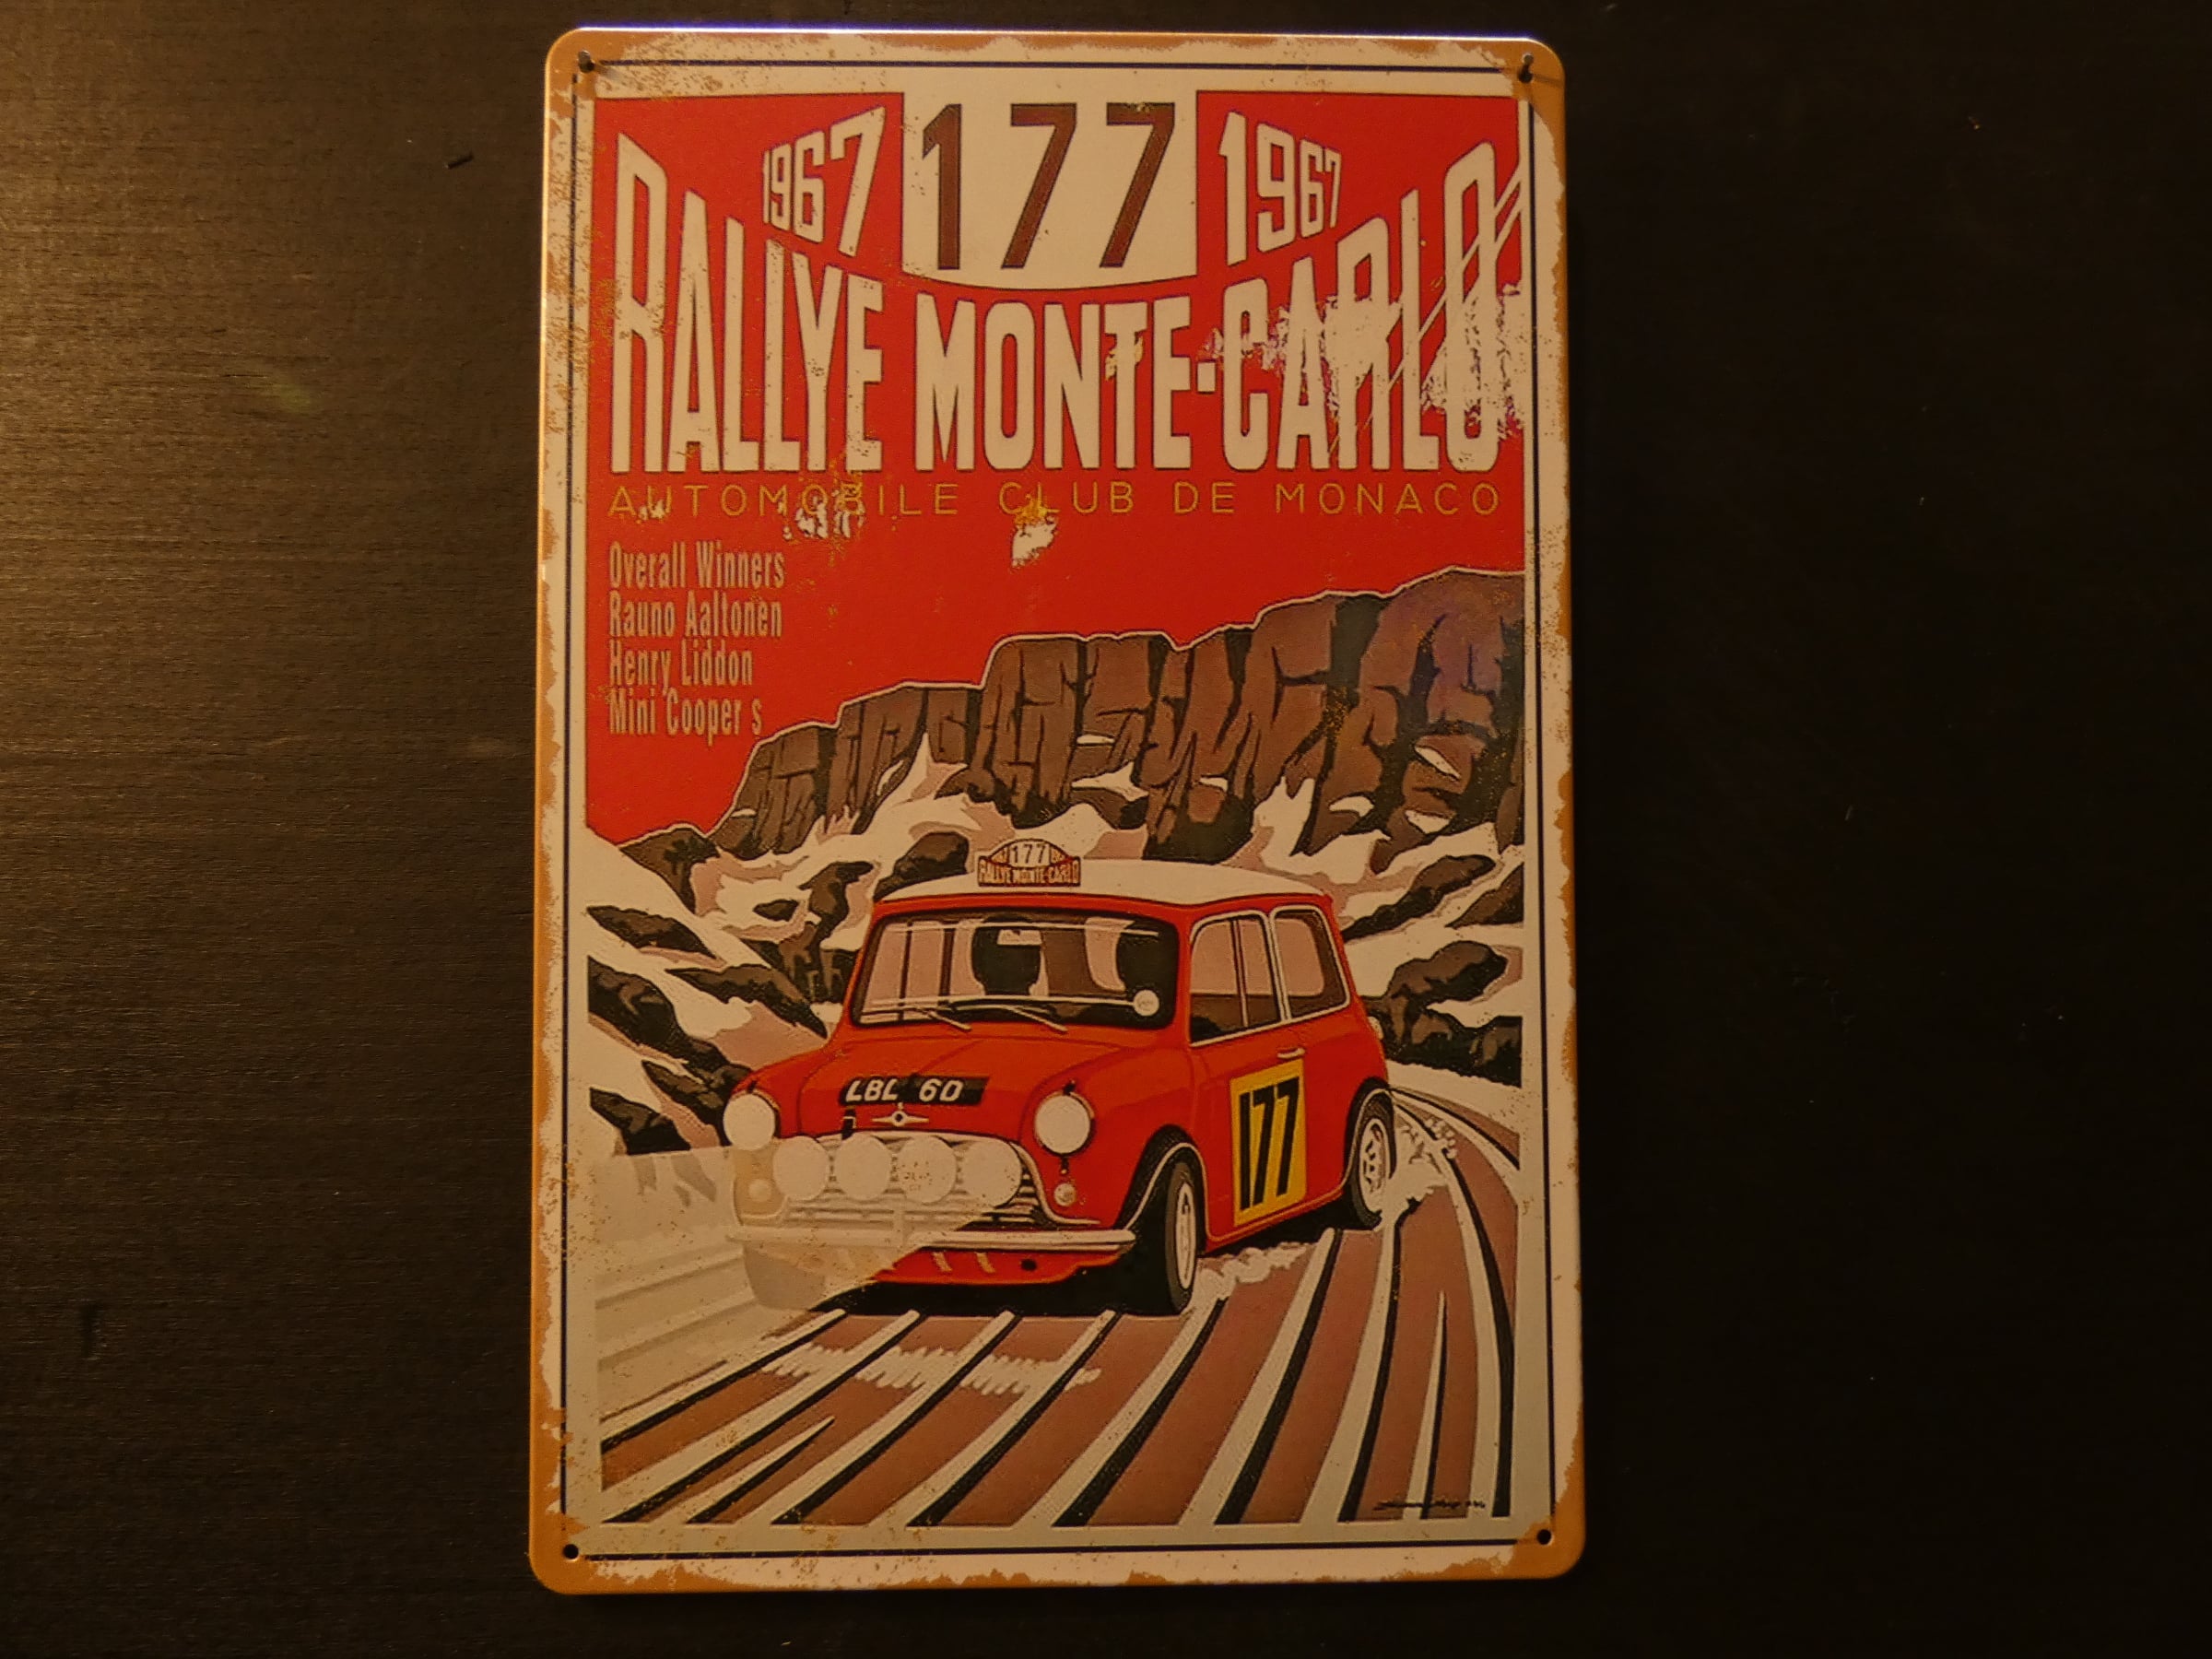 1967 177 1967
RALLYE MONTE-CARLO
AUTOMOBILE CLUB DE MONACO
Overall Winners
Rauno Aaltonen
Henry Liddon
Mini Cooper s
177
RALLYE MONTE-CARLO
LBL 6D
177